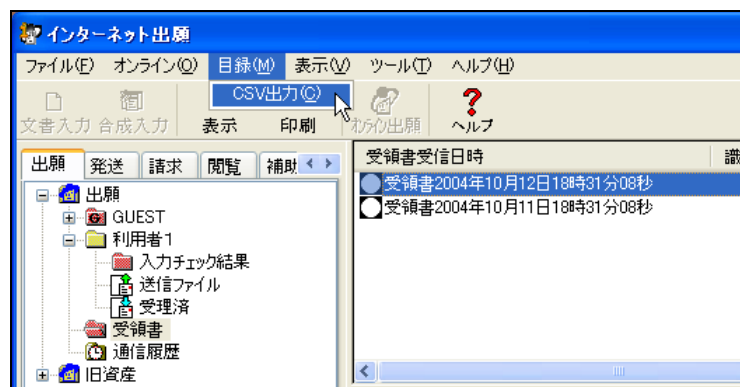 インターネット出願
ファイル(F) オンライン(O) 目録(M) 表示(V) ツール(T) ヘルプ(H)
CSV出力(C)
文書入力 合成入力 表示 印刷 オンライン出願 ヘルプ
出願 発送 請求 閲覧 補助
受領書受信日時 識
出願
GUEST
利用者1
入力チェック結果
送信ファイル
受理済
受領書
通信履歴
旧資産
受領書2004年10月12日18時31分08秒
受領書2004年10月11日18時31分08秒